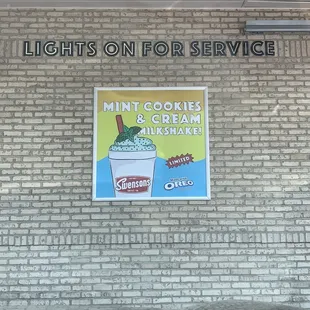 LIGHTS ON FOR SERVICE
MINT COOKIES
& CREAM
MILKSHAKE!
LIMITED
Swensons
OREO